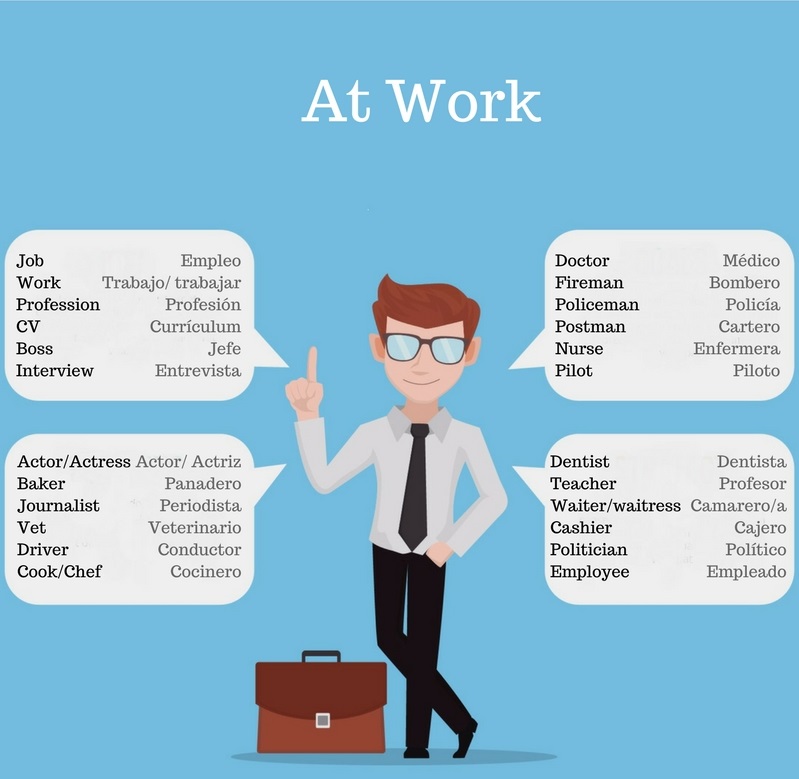 At Work
Job Empleo
Work Trabajo/ trabajar
Profession Profesión
CV Currículum
Boss Jefe
Interview Entrevista
Doctor Médico
Fireman Bombero
Policeman Policía
Postman Cartero
Nurse Enfermera
Pilot Piloto
Actor/Actress Actor/ Actriz
Baker Panadero
Journalist Periodista
Vet Veterinario
Driver Conductor
Cook/Chef Cocinero
Dentist Dentista
Teacher Profesor
Waiter/waitress Camarero/a
Cashier Cajero
Politician Político
Employee Empleado